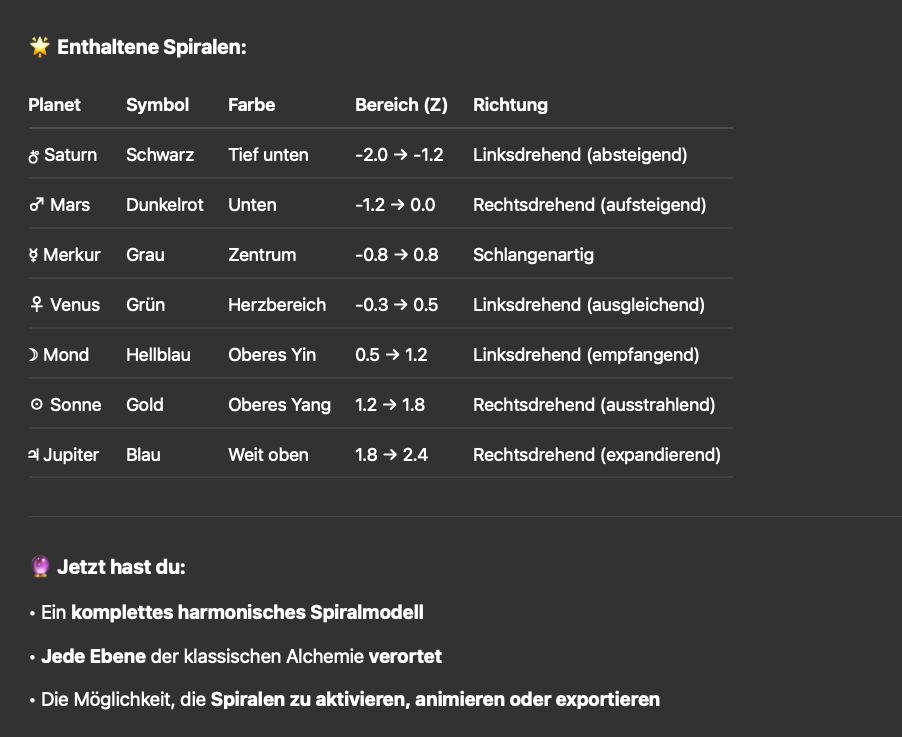 🌟 Enthaltene Spiralen:
Planet Symbol Farbe Bereich (Z) Richtung
⚦ Saturn Schwarz Tief unten -2.0 → -1.2 Linksdrehend (absteigend)
♂ Mars Dunkelrot Unten -1.2 → 0.0 Rechtsdrehend (aufsteigend)
☿ Merkur Grau Zentrum -0.8 → 0.8 Schlangenartig
♀ Venus Grün Herzbereich -0.3 → 0.5 Linksdrehend (ausgleichend)
☽ Mond Hellblau Oberes Yin 0.5 → 1.2 Linksdrehend (empfangend)
☉ Sonne Gold Oberes Yang 1.2 → 1.8 Rechtsdrehend (ausstrahlend)
♃ Jupiter Blau Weit oben 1.8 → 2.4 Rechtsdrehend (expandierend)
🔮 Jetzt hast du:
• Ein komplettes harmonisches Spiralmodell
• Jede Ebene der klassischen Alchemie verortet
• Die Möglichkeit, die Spiralen zu aktivieren, animieren oder exportieren